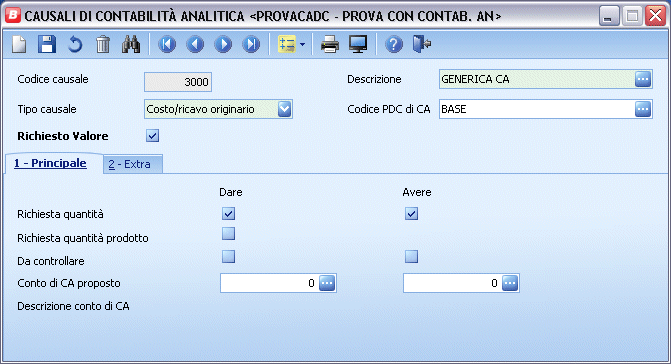 B CAUSALI DI CONTABILITÀ ANALITICA <PROVACADC - PROVA CON CONTAB. AN>
Codice causale 3000 Descrizione GENERICA CA
Tipo causale Costo/ricavo originario Codice PDC di CA BASE
Richiesto Valore
1 - Principale 2 - Extra
Dare Avere
Richiesta quantità
Richiesta quantità prodotto
Da controllare
Conto di CA proposto 0 0
Descrizione conto di CA